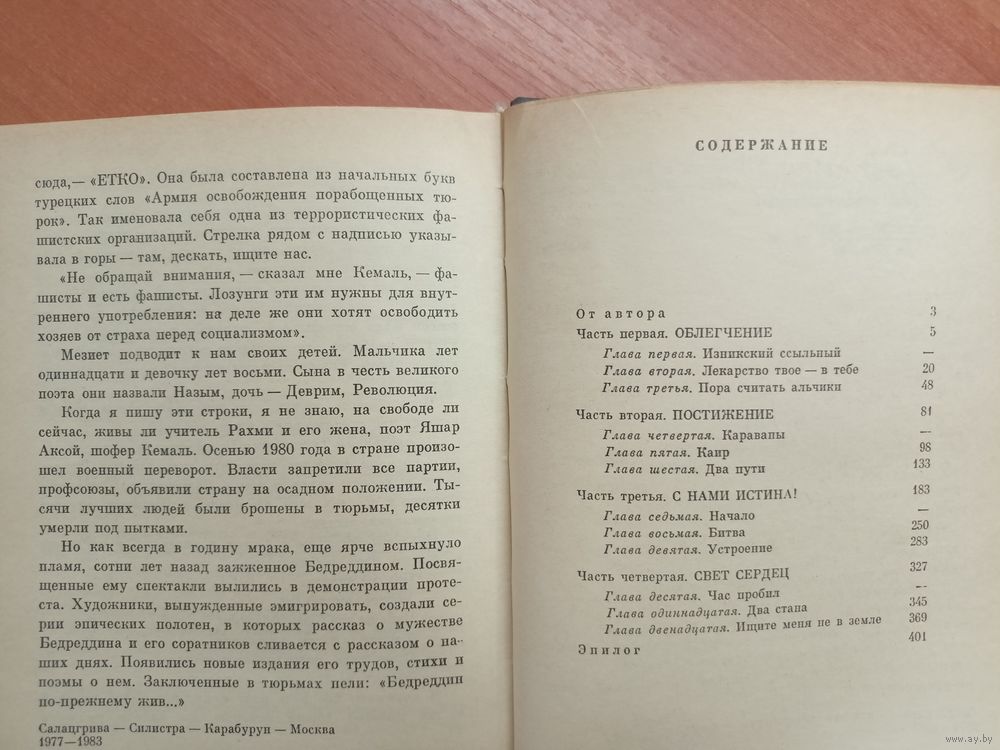 сюда,— «ЕТКО». Она была составлена из начальных букв
турецких слов «Армия освобождения порабощенных тю-
рок». Так именовала себя одна из террористических фа-
шистских организаций. Стрелка рядом с надписью указы-
вала в горы — там, дескать, ищите нас.
«Не обращай внимания, — сказал мне Кемаль, — фа-
шисты и есть фашисты. Лозунги эти им нужны для внут-
реннего употребления: на деле же они хотят освободить
хозяев от страха перед социализмом».
Мезиет подводит к нам своих детей. Мальчика лет
одиннадцати и девочку лет восьми. Сына в честь великого
поэта они назвали Назым, дочь — Деврим, Революция.
Когда я пишу эти строки, я не знаю, на свободе ли
сейчас, живы ли учитель Рахми и его жена, поэт Яшар
Аксой, шофер Кемаль. Осенью 1980 года в стране произо-
шел военный переворот. Власти запретили все партии,
профсоюзы, объявили страну на осадном положении. Ты-
сячи лучших людей были брошены в тюрьмы, десятки
умерли под пытками.
Но как всегда в годину мрака, еще ярче вспыхнуло
пламя, сотни лет назад зажженное Бедреддином. Посвя-
щенные ему спектакли вылились в демонстрации проте-
ста. Художники, вынужденные эмигрировать, создали се-
рии эпических полотен, в которых рассказ о мужестве
Бедреддина и его соратников сливается с рассказом о на-
ших днях. Появились новые издания его трудов, стихи и
поэмы о нем. Заключенные в тюрьмах пели: «Бедреддин
по-прежнему жив...»
Салацгрива — Силистра — Карабурун — Москва
1977—1983
СОДЕРЖАНИЕ
От автора 3
Часть первая. ОБЛЕГЧЕНИЕ 5
Глава первая. Изникский ссыльный —
Глава вторая. Лекарство твое — в тебе 20
Глава третья. Пора считать альчики 48
Часть вторая. ПОСТИЖЕНИЕ 81
Глава четвертая. Караваны —
Глава пятая. Каир 98
Глава шестая. Два пути 133
Часть третья. С НАМИ ИСТИНА! 183
Глава седьмая. Начало —
Глава восьмая. Битва 250
Глава девятая. Устроение 283
Часть четвертая. СВЕТ СЕРДЕЦ 327
Глава десятая. Час пробил —
Глава одиннадцатая. Два стана 345
Глава двенадцатая. Ищите меня не в земле 369
Эпилог 401
www.ay.by